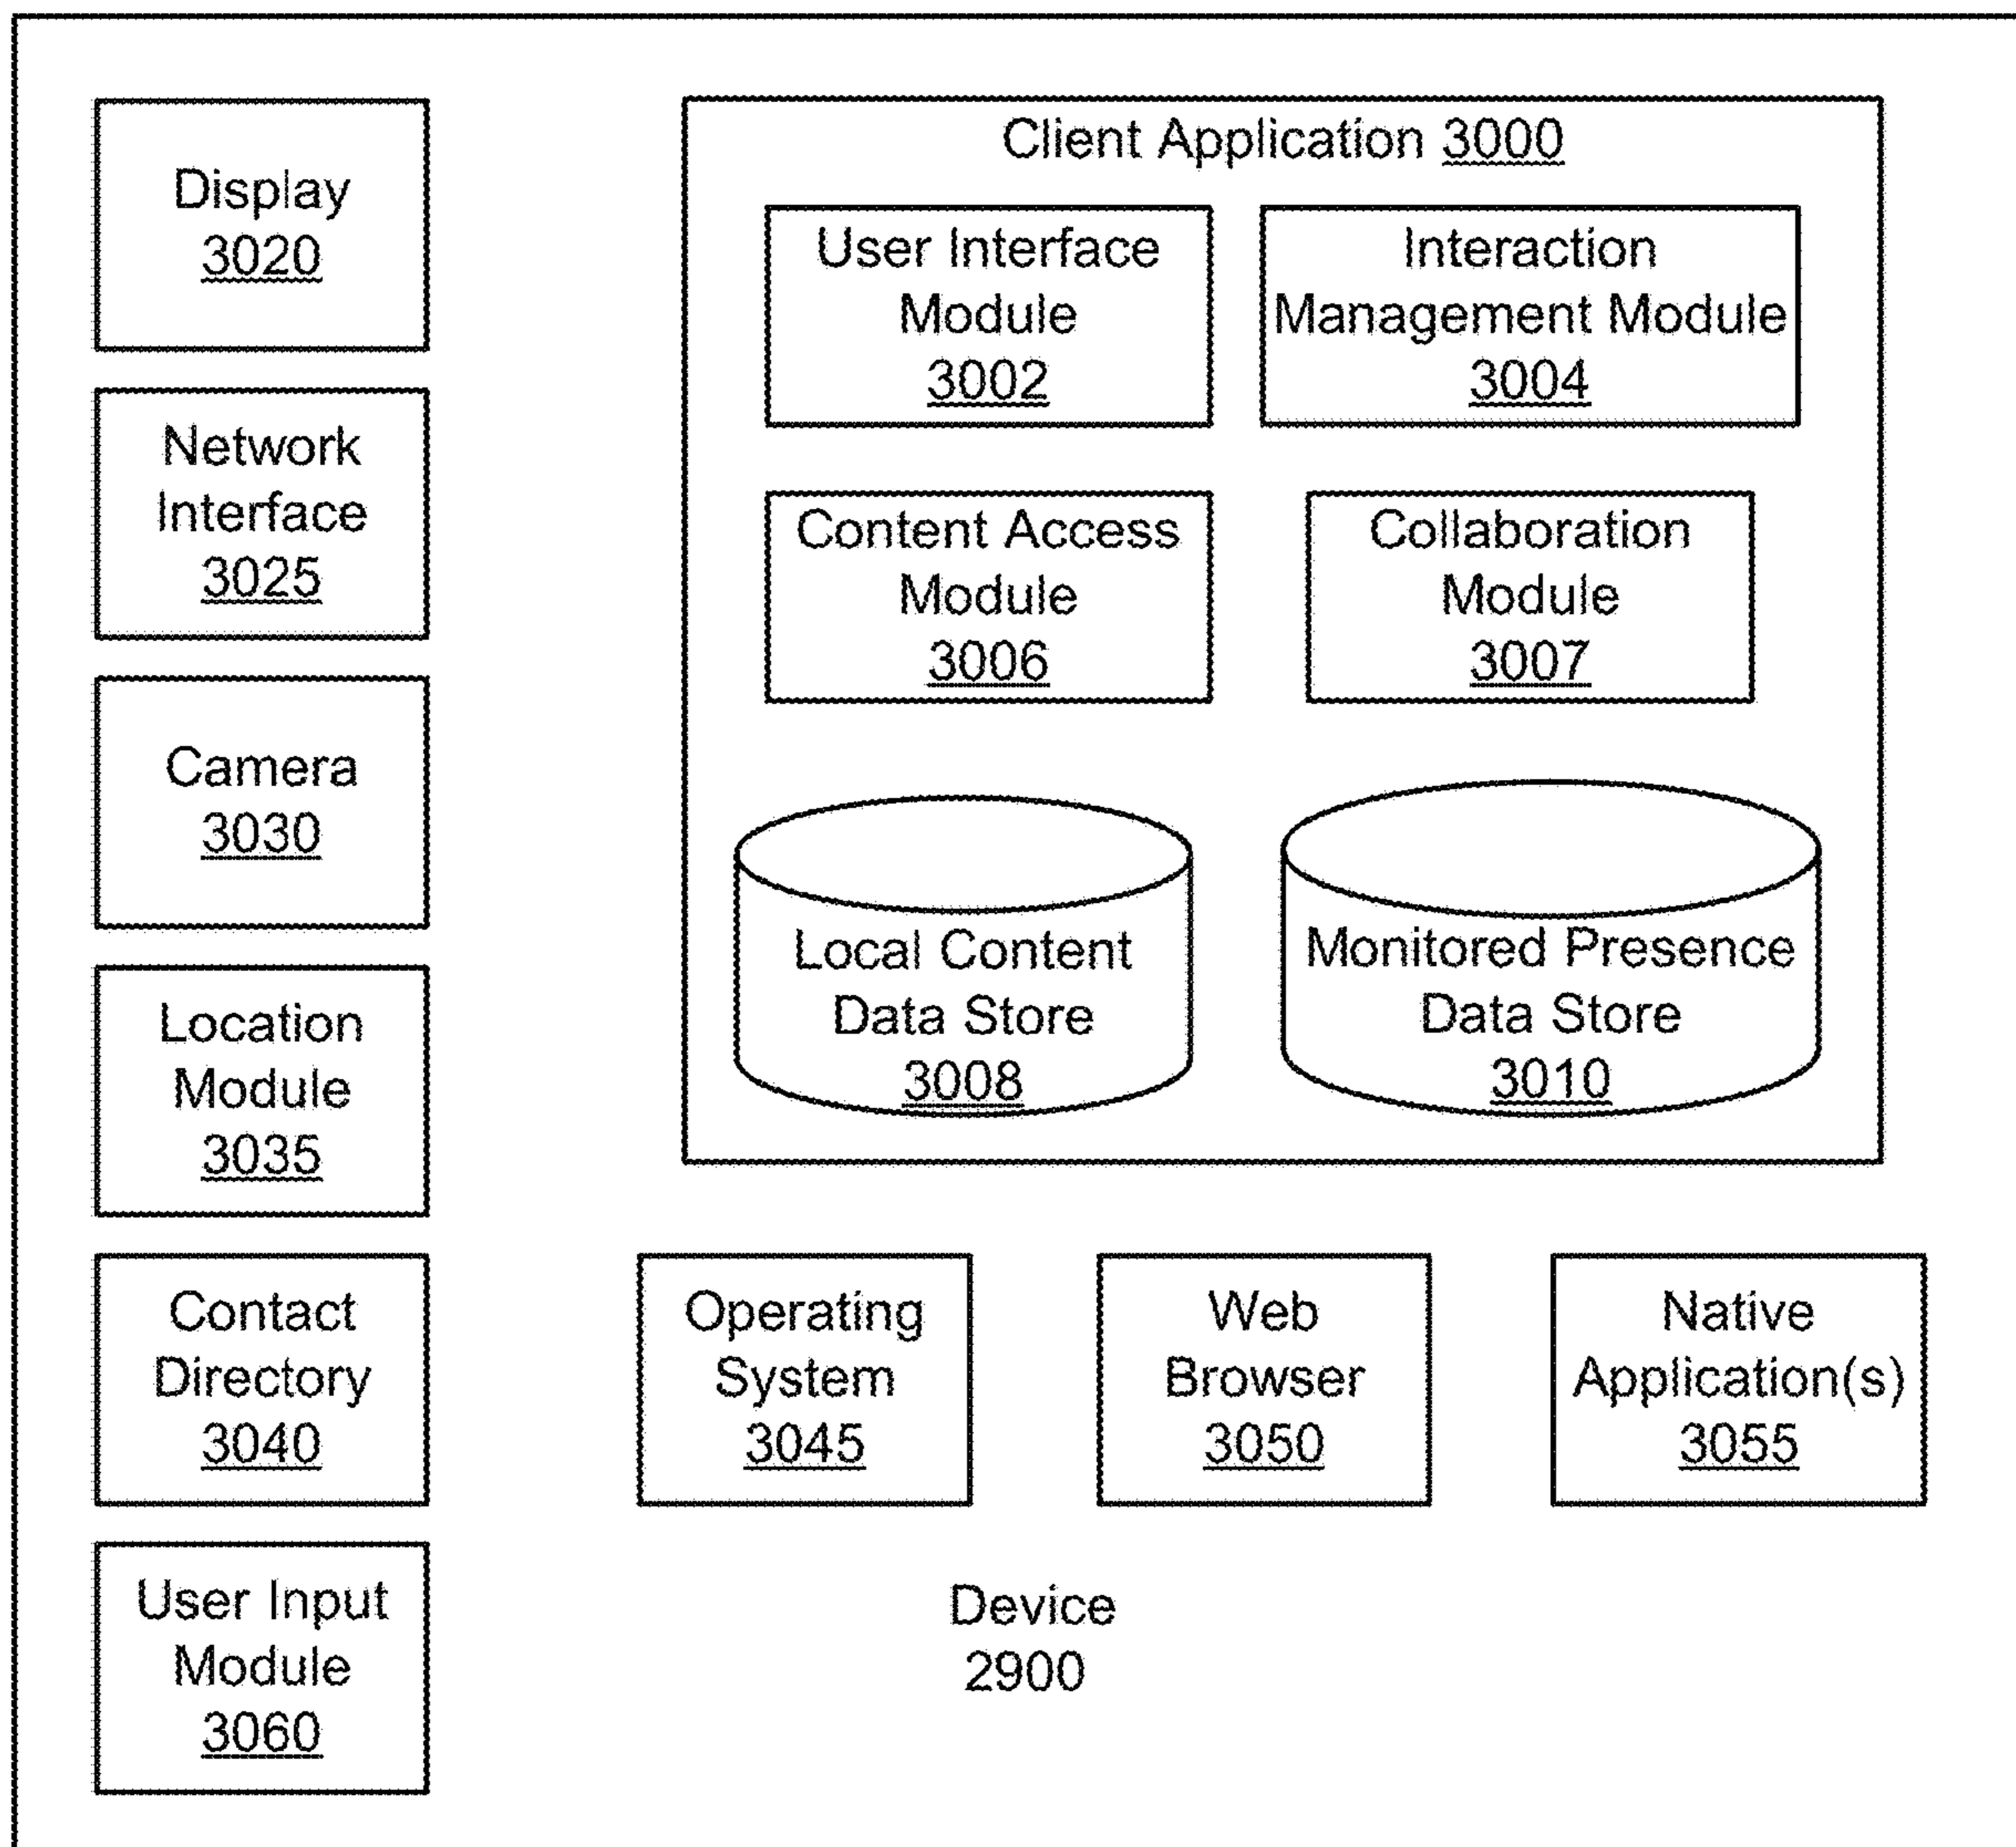 Display
3020
Network
Interface
3025
Camera
3030
Location
Module
3035
Contact
Directory
3040
User Input
Module
3060
Client Application 3000
User Interface
Module
3002
Interaction
Management Module
3004
Content Access
Module
3006
Collaboration
Module
3007
Local Content
Data Store
3008
Monitored Presence
Data Store
3010
Operating
System
3045
Web
Browser
3050
Native
Application(s)
3055
Device
2900